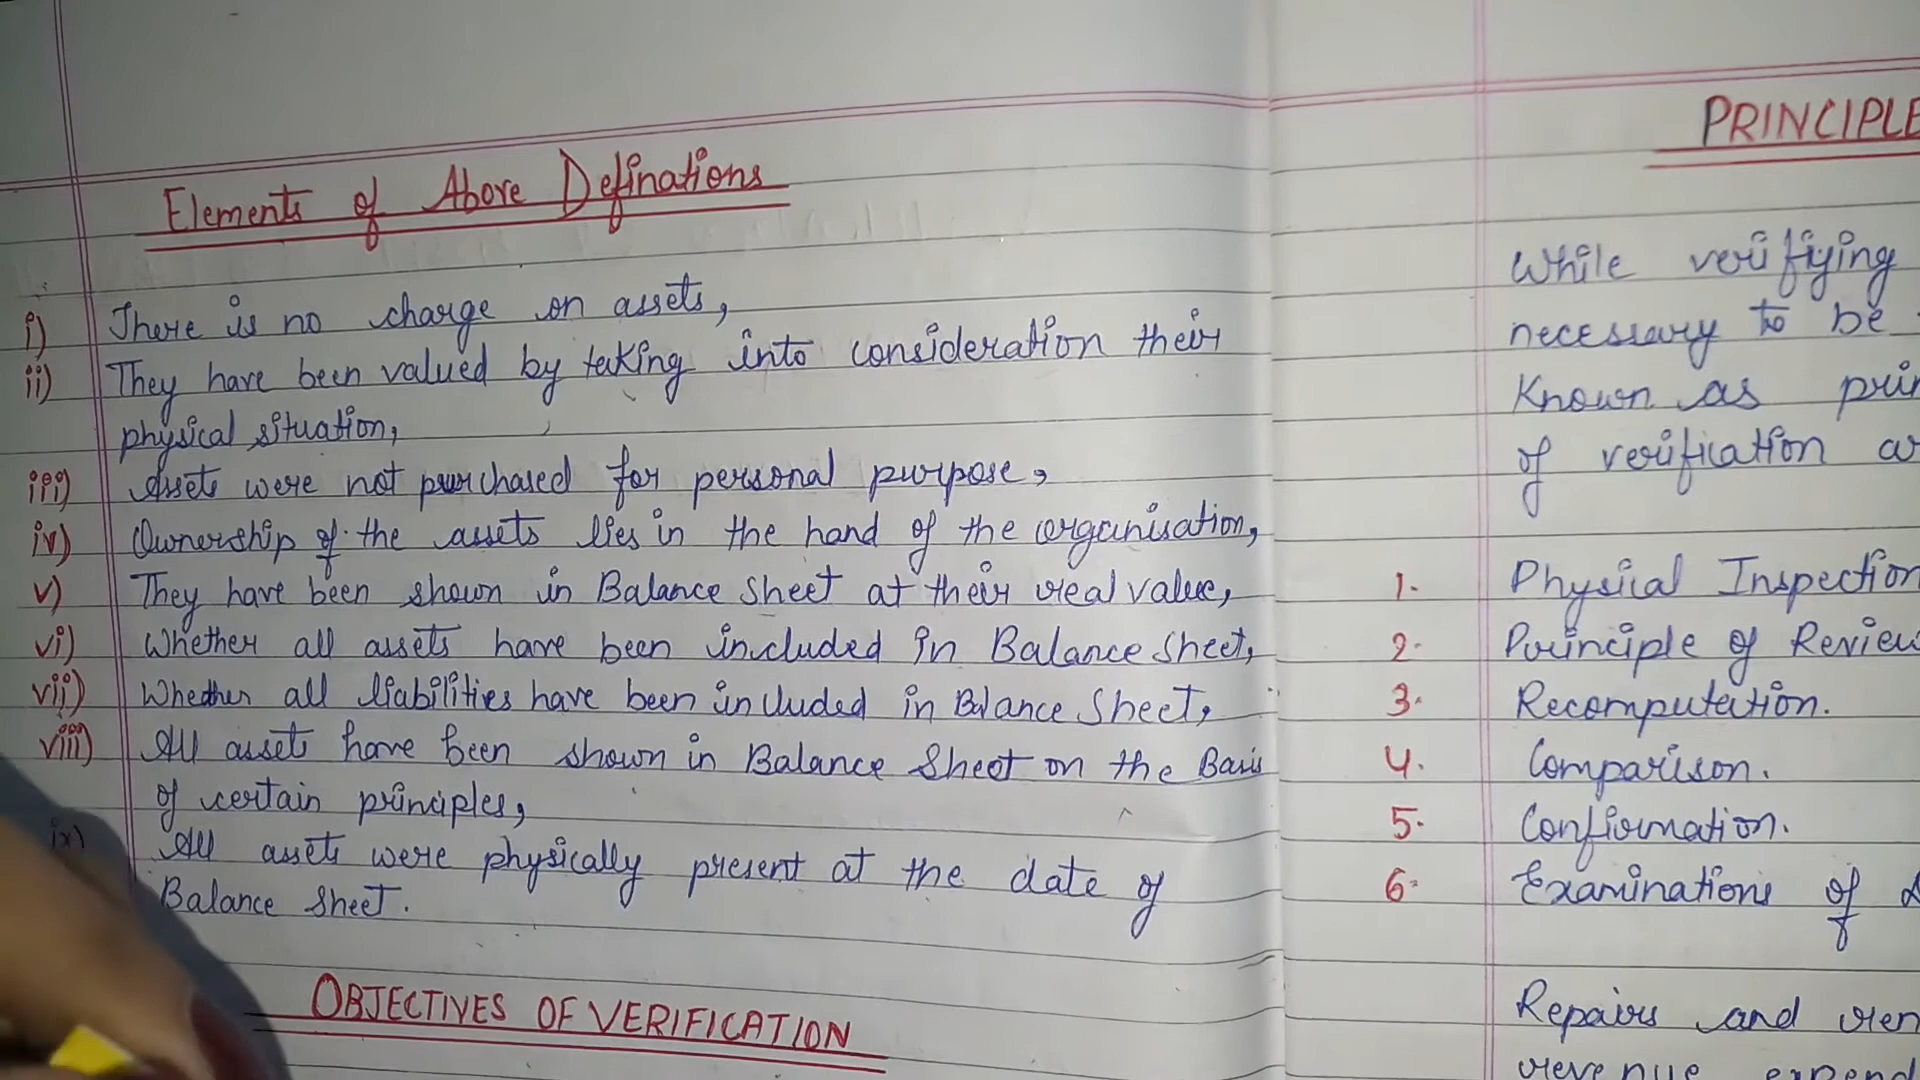 Elements of Above Definations
i) There is no charge on assets,
ii) They have been valued by taking into consideration their
physical situation,
iii) Assets were not purchased for personal purpose,
iv) Ownership of the assets lies in the hand of the organisation,
v) They have been shown in Balance Sheet at their real value,
vi) Whether all assets have been included in Balance Sheet,
vii) Whether all liabilities have been included in Balance Sheet,
viii) All assets have been shown in Balance Sheet on the Basis
of certain principles,
ix) All assets were physically present at the date of
Balance Sheet.
OBJECTIVES OF VERIFICATION
PRINCIPLE
While verifiying
necessary to be
Known as
of verification
1. Physical Inspection
2. Principle of Review
3. Recomputation.
4. Comparison.
5. Confirmation.
6. Examinations of
Repairs and